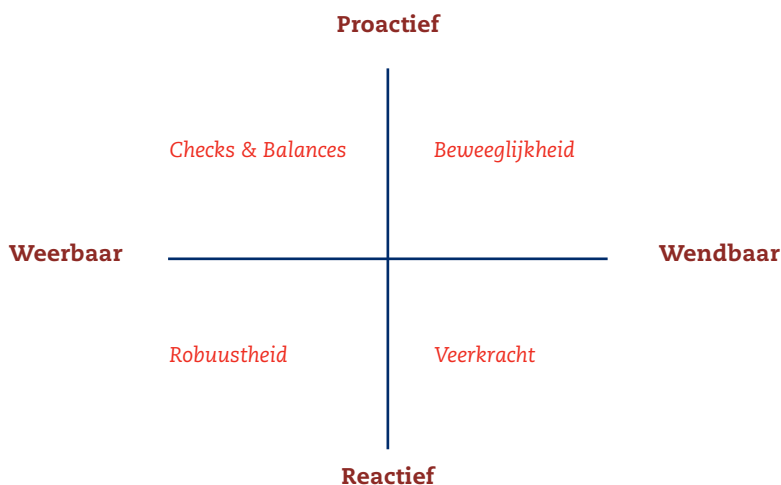 Proactief
Checks & Balances
Beweeglijkheid
Weerbaar
Wendbaar
Robuustheid
Veerkracht
Reactief